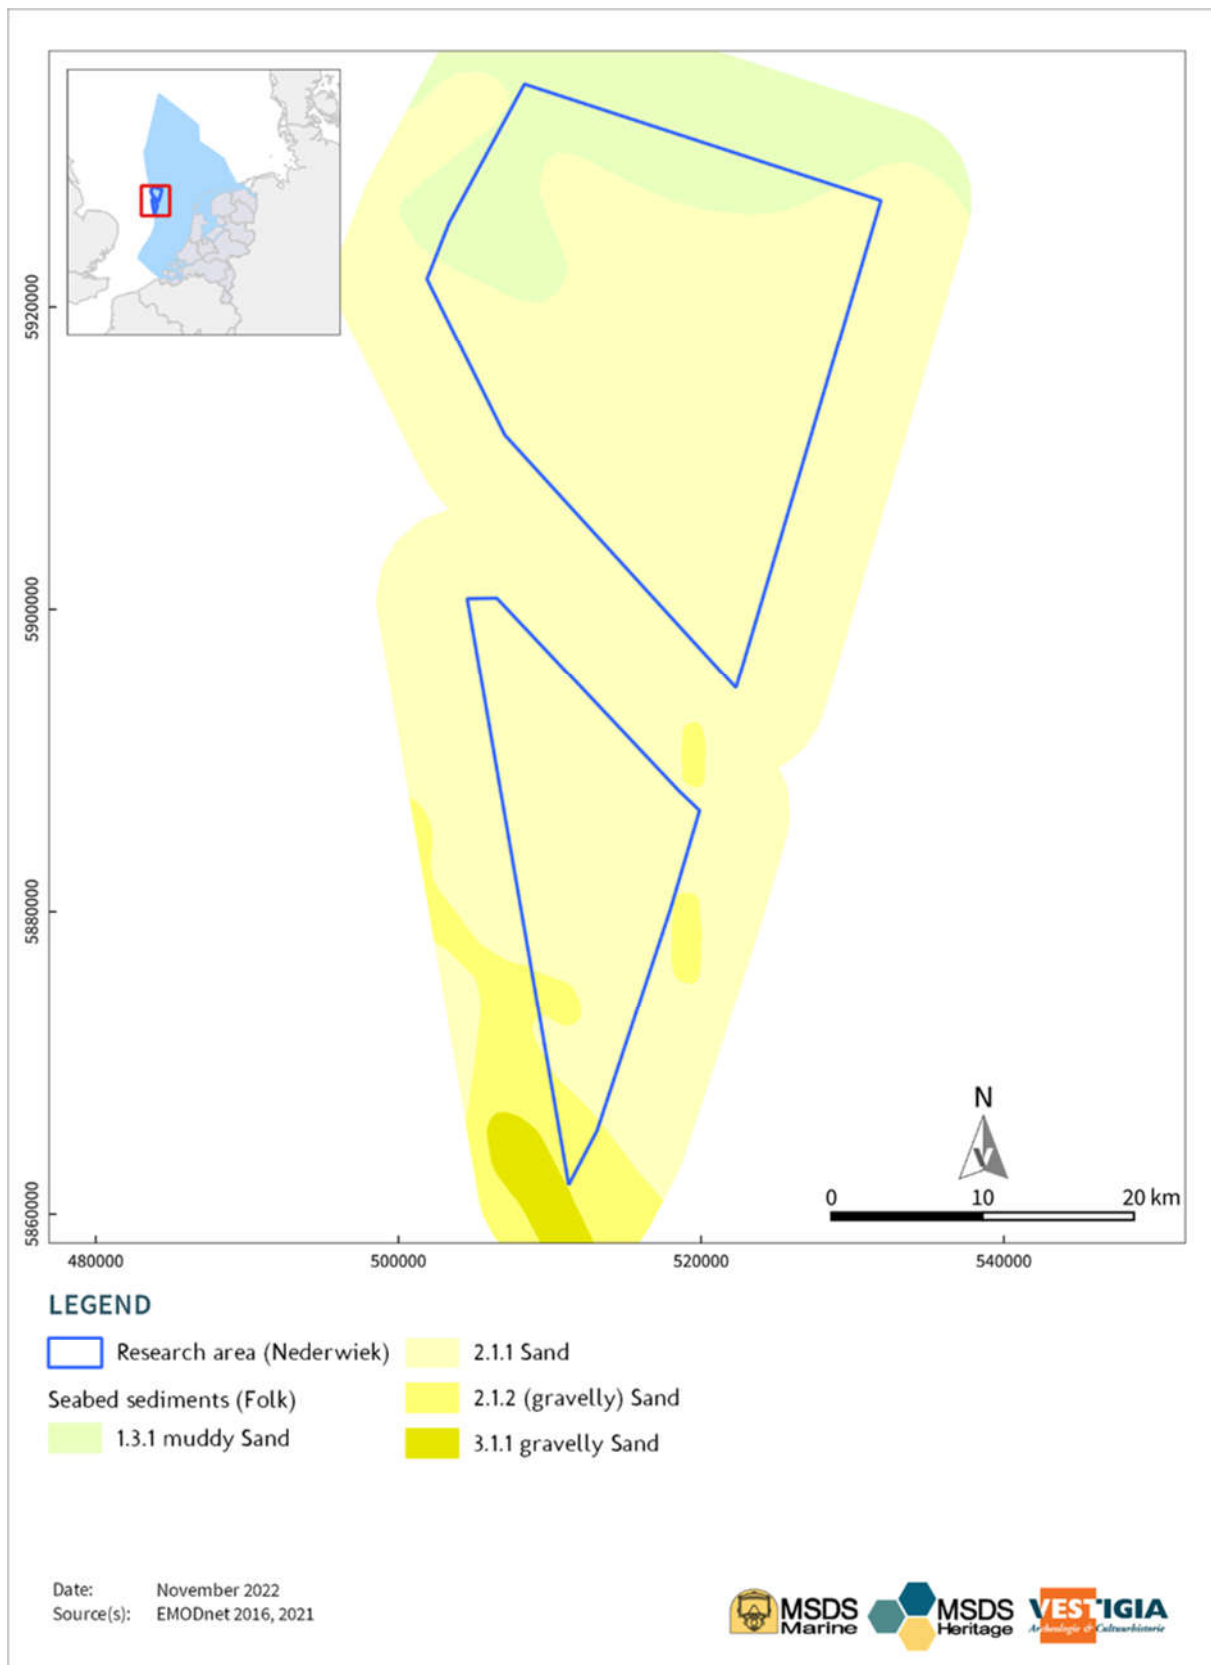 5920000
5900000
5880000
5860000
N
V
0 10 20 km
480000 500000 520000 540000
LEGEND
Research area (Nederwiek)
Seabed sediments (Folk)
1.3.1 muddy Sand
2.1.1 Sand
2.1.2 (gravelly) Sand
3.1.1 gravelly Sand
Date: November 2022
Source(s): EMODnet 2016, 2021
MSDS
Marine
MSDS
Heritage
VESTIGIA
Archeologie & Cultuurhistorie